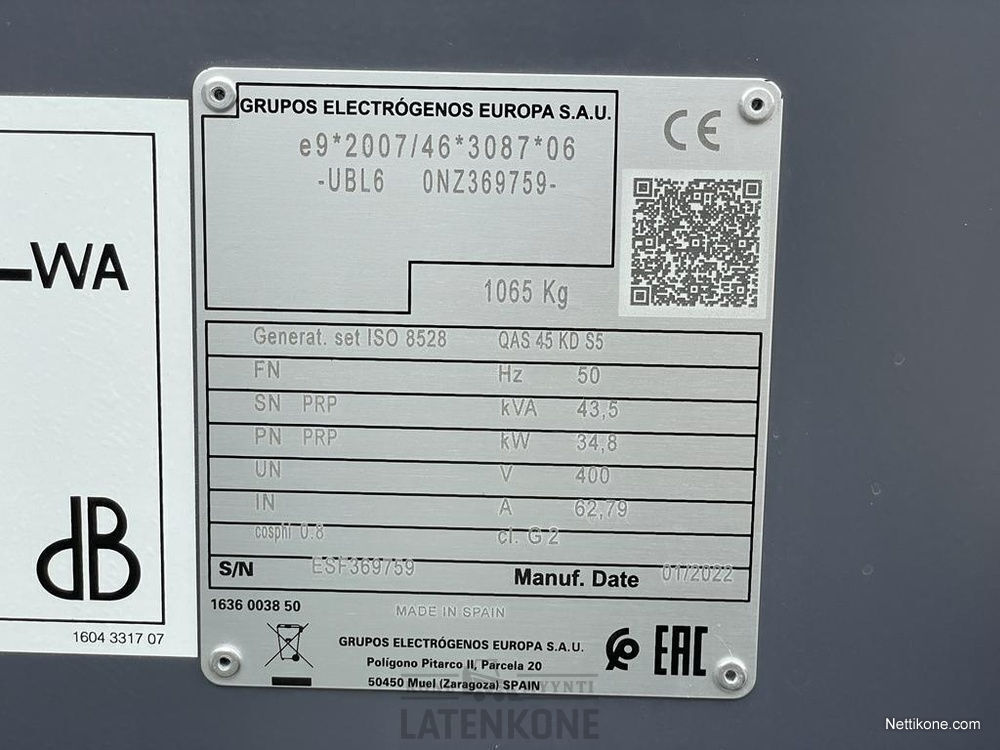 -WA
dB
1604 3317 07
GRUPOS ELECTRÓGENOS EUROPA S.A.U.
e9*2007/46*3087*06
-UBL6 0NZ369759-
CE
1065 Kg
Generat. set ISO 8528 QAS 45 KD S5
FN Hz 50
SN PRP kVA 43,5
PN PRP kW 34,8
UN V 400
IN A 62,79
cosphi 0.8 cl. G 2
S/N ESF369759 Manuf. Date 01/2022
1636 0038 50
MADE IN SPAIN
GRUPOS ELECTRÓGENOS EUROPA S.A.U.
Polígono Pitarco II, Parcela 20
50450 Muel (Zaragoza) SPAIN
EAC
LATENKONE
Nettikone.com